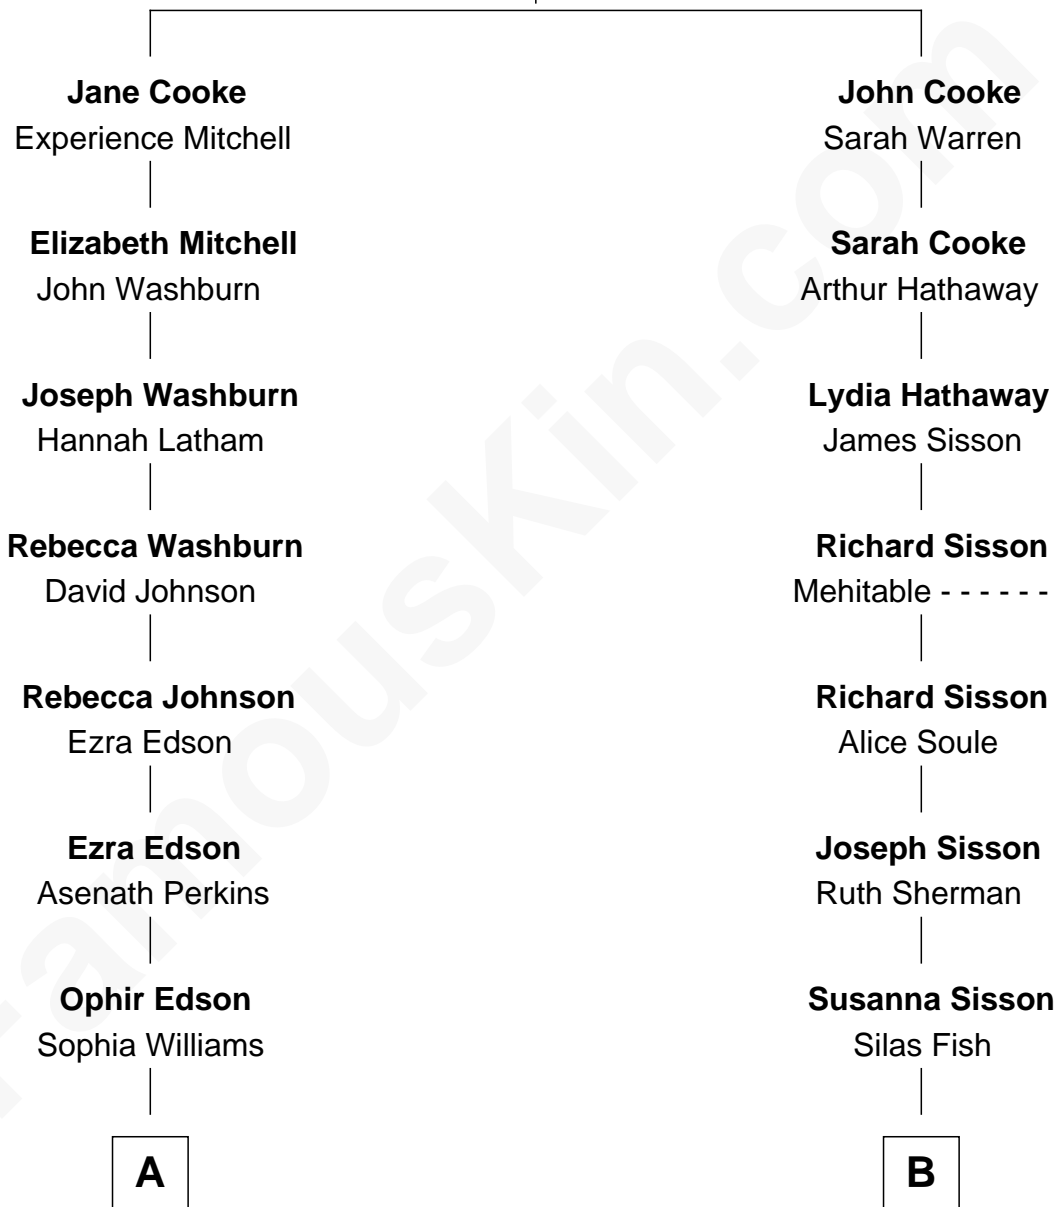 Jane Cooke
Experience Mitchell
John Cooke
Sarah Warren
Elizabeth Mitchell
John Washburn
Sarah Cooke
Arthur Hathaway
Joseph Washburn
Hannah Latham
Lydia Hathaway
James Sisson
Rebecca Washburn
David Johnson
Richard Sisson
Mehitable - - - - - -
Rebecca Johnson
Ezra Edson
Richard Sisson
Alice Soule
Ezra Edson
Asenath Perkins
Joseph Sisson
Ruth Sherman
Ophir Edson
Sophia Williams
Susanna Sisson
Silas Fish
A
B
FamousKin.com